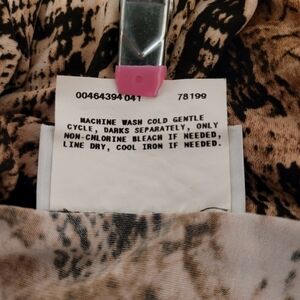 00464394041 78199
MACHINE WASH COLD GENTLE
CYCLE, DARKS SEPARATELY, ONLY
NON-CHLORINE BLEACH IF NEEDED,
LINE DRY, COOL IRON IF NEEDED.